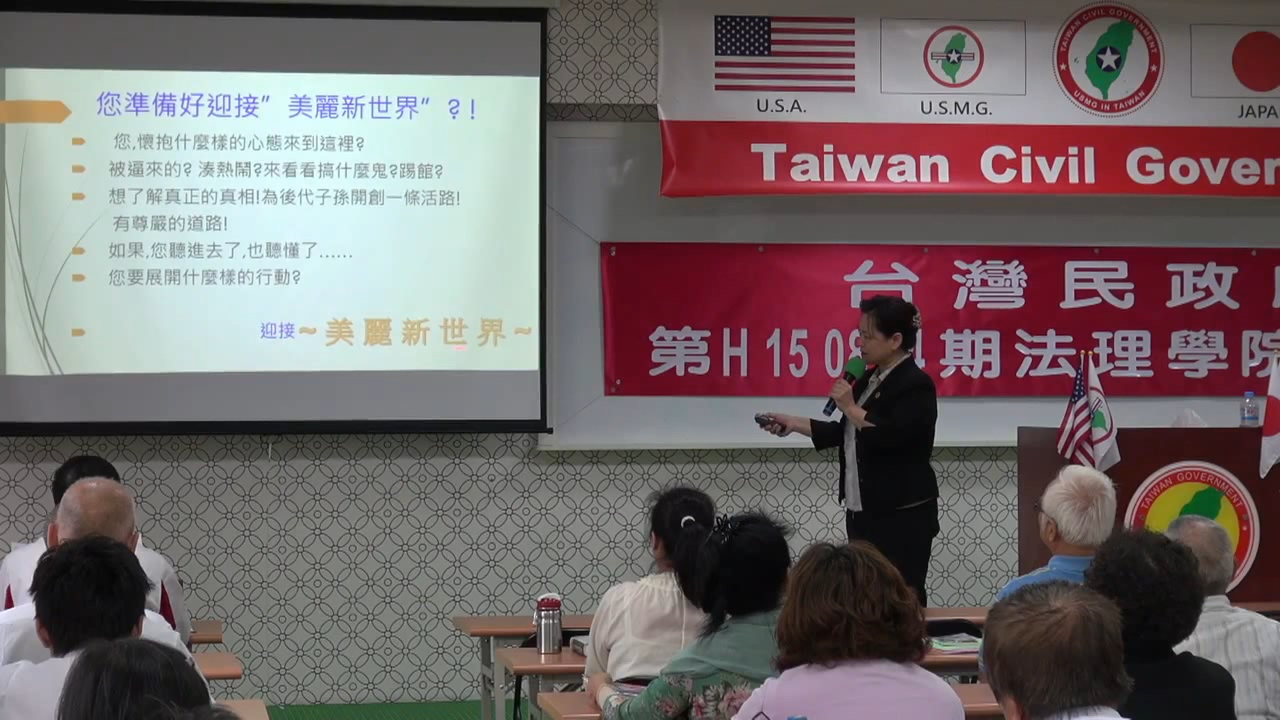 您準備好迎接”美麗新世界”?!
您,懷抱什麼樣的心態來到這裡?
被逼來的? 湊熱鬧?來看看搞什麼鬼?踢館?
想了解真正的真相!為後代子孫開創一條活路!
有尊嚴的道路!
如果,您聽進去了,也聽懂了……
您要展開什麼樣的行動?
迎接~美麗新世界~
U.S.A.
U.S.M.G.
TAIWAN CIVIL GOVERNMENT
USMG IN TAIWAN
JAPA
Taiwan Civil Gover
台灣民政
第H 15 08 期法理學院
TAIWAN GOVERNMENT